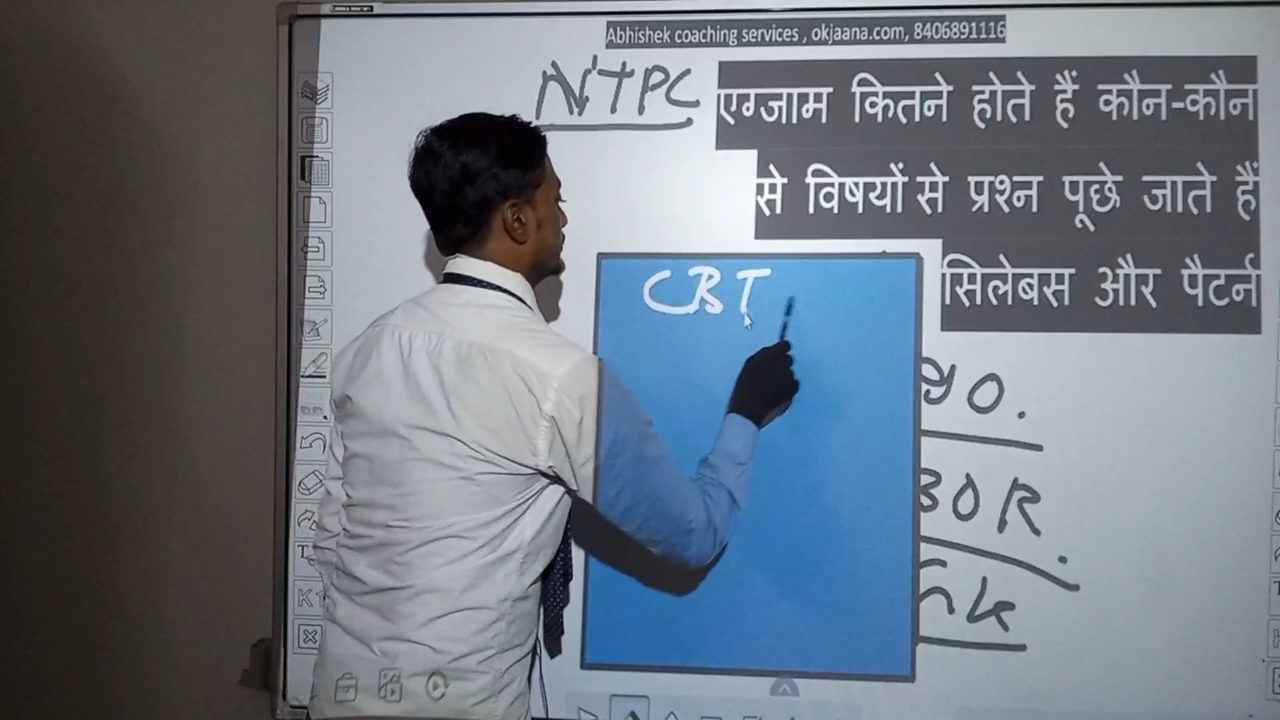 Abhishek coaching services , okjaana.com, 8406891116
NTPC
एग्जाम कितने होते हैं कौन-कौन
से विषयों से प्रश्न पूछे जाते हैं
सिलेबस और पैटर्न
CBT